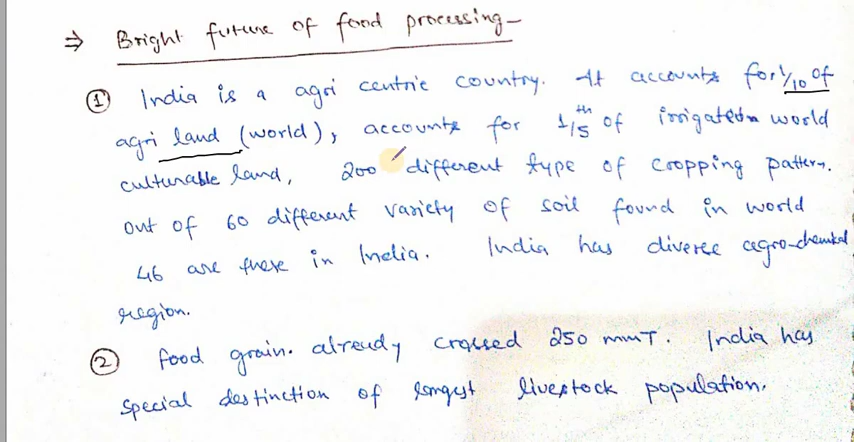 ⇒ Bright future of food processing-
① India is a agri centric country. It accounts for 1/10 of
agri land (world), accounts for 1/5th of irrigated world
culturable land, 200 different type of cropping pattern.
out of 60 different variety of soil found in world
46 are there in India. India has diverse agro-chemical
region.
② food grain. already crossed 250 mmT. India has
special destinction of longest livestock population.